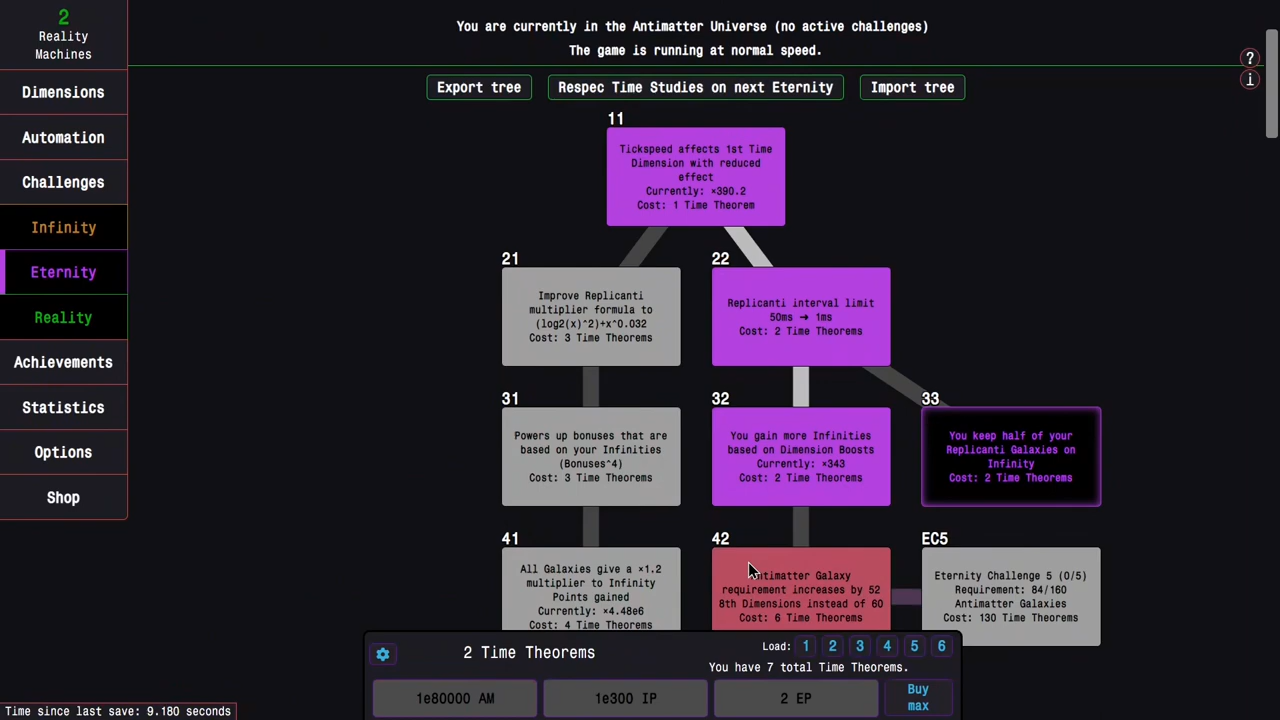 2
Reality
Machines
Dimensions
Automation
Challenges
Infinity
Eternity
Reality
Achievements
Statistics
Options
Shop
Time since last save: 9.180 seconds
You are currently in the Antimatter Universe (no active challenges)
The game is running at normal speed.
?
i
Export tree
Respec Time Studies on next Eternity
Import tree
11
Tickspeed affects 1st Time
Dimension with reduced
effect
Currently: ×390.2
Cost: 1 Time Theorem
21
Improve Replicanti
multiplier formula to
(log2(x)^2)+x^0.032
Cost: 3 Time Theorems
22
Replicanti interval limit
50ms ➜ 1ms
Cost: 2 Time Theorems
31
Powers up bonuses that are
based on your Infinities
(Bonuses^4)
Cost: 3 Time Theorems
32
You gain more Infinities
based on Dimension Boosts
Currently: ×343
Cost: 2 Time Theorems
33
You keep half of your
Replicanti Galaxies on
Infinity
Cost: 2 Time Theorems
41
All Galaxies give a ×1.2
multiplier to Infinity
Points gained
Currently: ×4.48e6
Cost: 4 Time Theorems
42
Antimatter Galaxy
requirement increases by 52
8th Dimensions instead of 60
Cost: 6 Time Theorems
EC5
Eternity Challenge 5 (0/5)
Requirement: 84/160
Antimatter Galaxies
Cost: 130 Time Theorems
2 Time Theorems
Load: 1 2 3 4 5 6
You have 7 total Time Theorems.
1e80000 AM
1e300 IP
2 EP
Buy
max